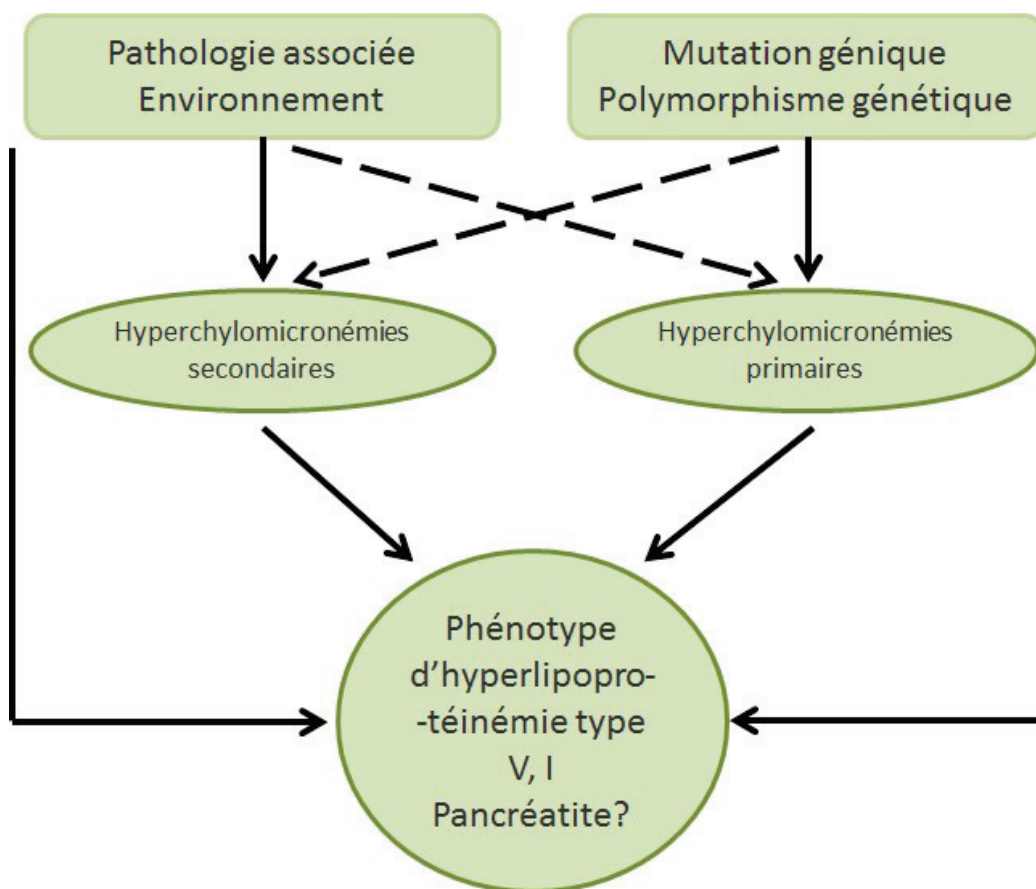 Pathologie associée
Environnement
Mutation génique
Polymorphisme génétique
Hyperchylomicronémies
secondaires
Hyperchylomicronémies
primaires
Phénotype
d’hyperlipopro-
-téinémie type
V, I
Pancréatite?